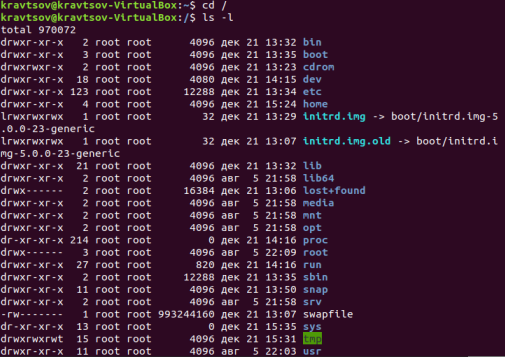 kravtsov@kravtsov-VirtualBox:~$ cd /
kravtsov@kravtsov-VirtualBox:/$ ls -l
total 970072
drwxr-xr-x 2 root root 4096 дек 21 13:32 bin
drwxr-xr-x 3 root root 4096 дек 21 13:35 boot
drwxrwxr-x 2 root root 4096 дек 21 13:23 cdrom
drwxr-xr-x 18 root root 4080 дек 21 14:15 dev
drwxr-xr-x 123 root root 12288 дек 21 13:34 etc
drwxr-xr-x 4 root root 4096 дек 21 15:24 home
lrwxrwxrwx 1 root root 32 дек 21 13:29 initrd.img -> boot/initrd.img-5
.0.0-23-generic
lrwxrwxrwx 1 root root 32 дек 21 13:07 initrd.img.old -> boot/initrd.i
mg-5.0.0-23-generic
drwxr-xr-x 21 root root 4096 дек 21 13:32 lib
drwxr-xr-x 2 root root 4096 авг 5 21:58 lib64
drwx------ 2 root root 16384 дек 21 13:06 lost+found
drwxr-xr-x 2 root root 4096 авг 5 21:58 media
drwxr-xr-x 2 root root 4096 авг 5 21:58 mnt
drwxr-xr-x 2 root root 4096 авг 5 21:58 opt
dr-xr-xr-x 214 root root 0 дек 21 14:16 proc
drwx------ 3 root root 4096 авг 5 22:09 root
drwxr-xr-x 27 root root 820 дек 21 14:16 run
drwxr-xr-x 2 root root 12288 дек 21 13:35 sbin
drwxr-xr-x 11 root root 4096 дек 21 13:50 snap
drwxr-xr-x 2 root root 4096 авг 5 21:58 srv
-rw------- 1 root root 993244160 дек 21 13:07 swapfile
dr-xr-xr-x 13 root root 0 дек 21 15:35 sys
drwxrwxrwt 15 root root 4096 дек 21 15:31 tmp
drwxr-xr-x 11 root root 4096 авг 5 22:03 usr